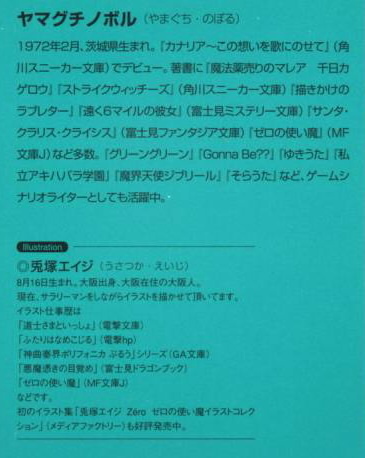 ヤマグチノボル（やまぐち・のぼる）
1972年2月、茨城県生まれ。『カナリア〜この想いを歌にのせて』（角
川スニーカー文庫）でデビュー。著書に『魔法薬売りのマレア　千日カ
ゲロウ』『ストライクウィッチーズ』（角川スニーカー文庫）『描きかけの
ラブレター』『遠く6マイルの彼女』（富士見ミステリー文庫）『サンタ・
クラリス・クライシス』（富士見ファンタジア文庫）『ゼロの使い魔』（MF
文庫J）など多数。『グリーングリーン』『Gonna Be??』『ゆきうた』『私
立アキハバラ学園』『魔界天使ジブリール』『そらうた』など、ゲームシ
ナリオライターとしても活躍中。
Illustration
◎兎塚エイジ（うさつか・えいじ）
8月16日生まれ。大阪出身、大阪在住の大阪人。
現在、サラリーマンをしながらイラストを描かせて頂いてます。
イラスト仕事歴は
「道士さまといっしょ」（電撃文庫）
「ふたりはなめこじる」（電撃hp）
「神曲奏界ポリフォニカ ぷるう」シリーズ（GA文庫）
「悪魔憑きの目覚め」（富士見ドラゴンブック）
「ゼロの使い魔」（MF文庫J）
などです。
初のイラスト集「兎塚エイジ Zéro ゼロの使い魔イラストコレク
ション」（メディアファクトリー）も好評発売中。